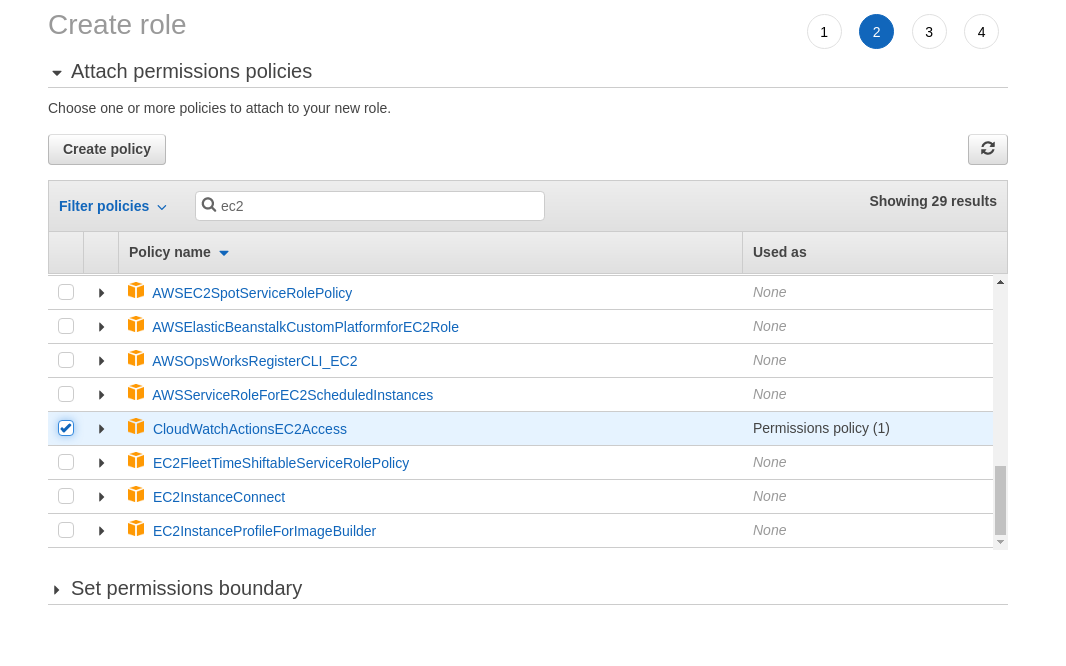 Create role
1 2 3 4
Attach permissions policies
Choose one or more policies to attach to your new role.
Create policy
Filter policies ec2 Showing 29 results
Policy name Used as
AWSEC2SpotServiceRolePolicy None
AWSElasticBeanstalkCustomPlatformforEC2Role None
AWSOpsWorksRegisterCLI_EC2 None
AWSServiceRoleForEC2ScheduledInstances None
CloudWatchActionsEC2Access Permissions policy (1)
EC2FleetTimeShiftableServiceRolePolicy None
EC2InstanceConnect None
EC2InstanceProfileForImageBuilder None
Set permissions boundary